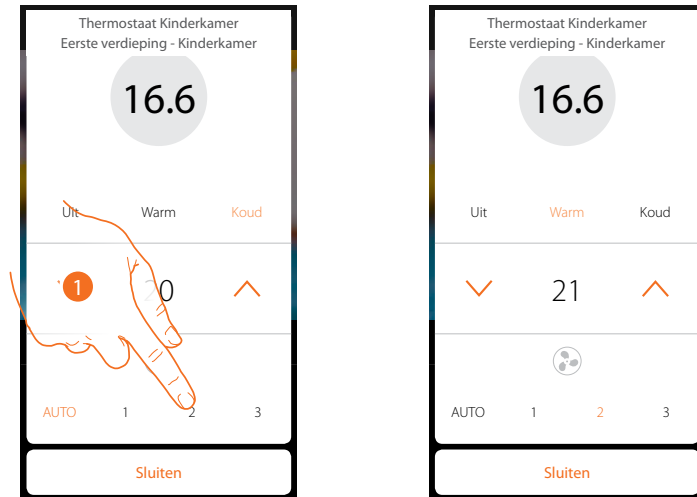 Thermostaat Kinderkamer
Eerste verdieping - Kinderkamer
16.6
Uit Warm Koud
1
AUTO 1 2 3
Sluiten
Thermostaat Kinderkamer
Eerste verdieping - Kinderkamer
16.6
Uit Warm Koud
21
AUTO 1 2 3
Sluiten